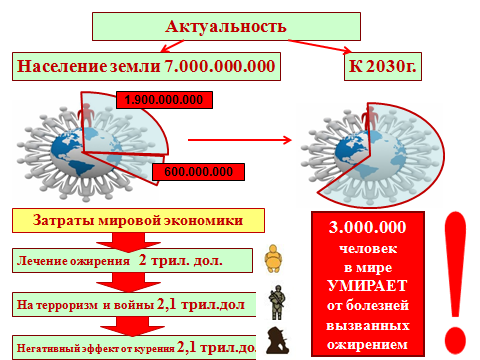 Актуальность
Население земли 7.000.000.000
К 2030г.
1.900.000.000
600.000.000
Затраты мировой экономики
Лечение ожирения 2 трил. дол.
На терроризм и войны 2,1 трил.дол
Негативный эффект от курения 2,1 трил.до
3.000.000
человек
в мире
УМИРАЕТ
от болезней
вызванных
ожирением